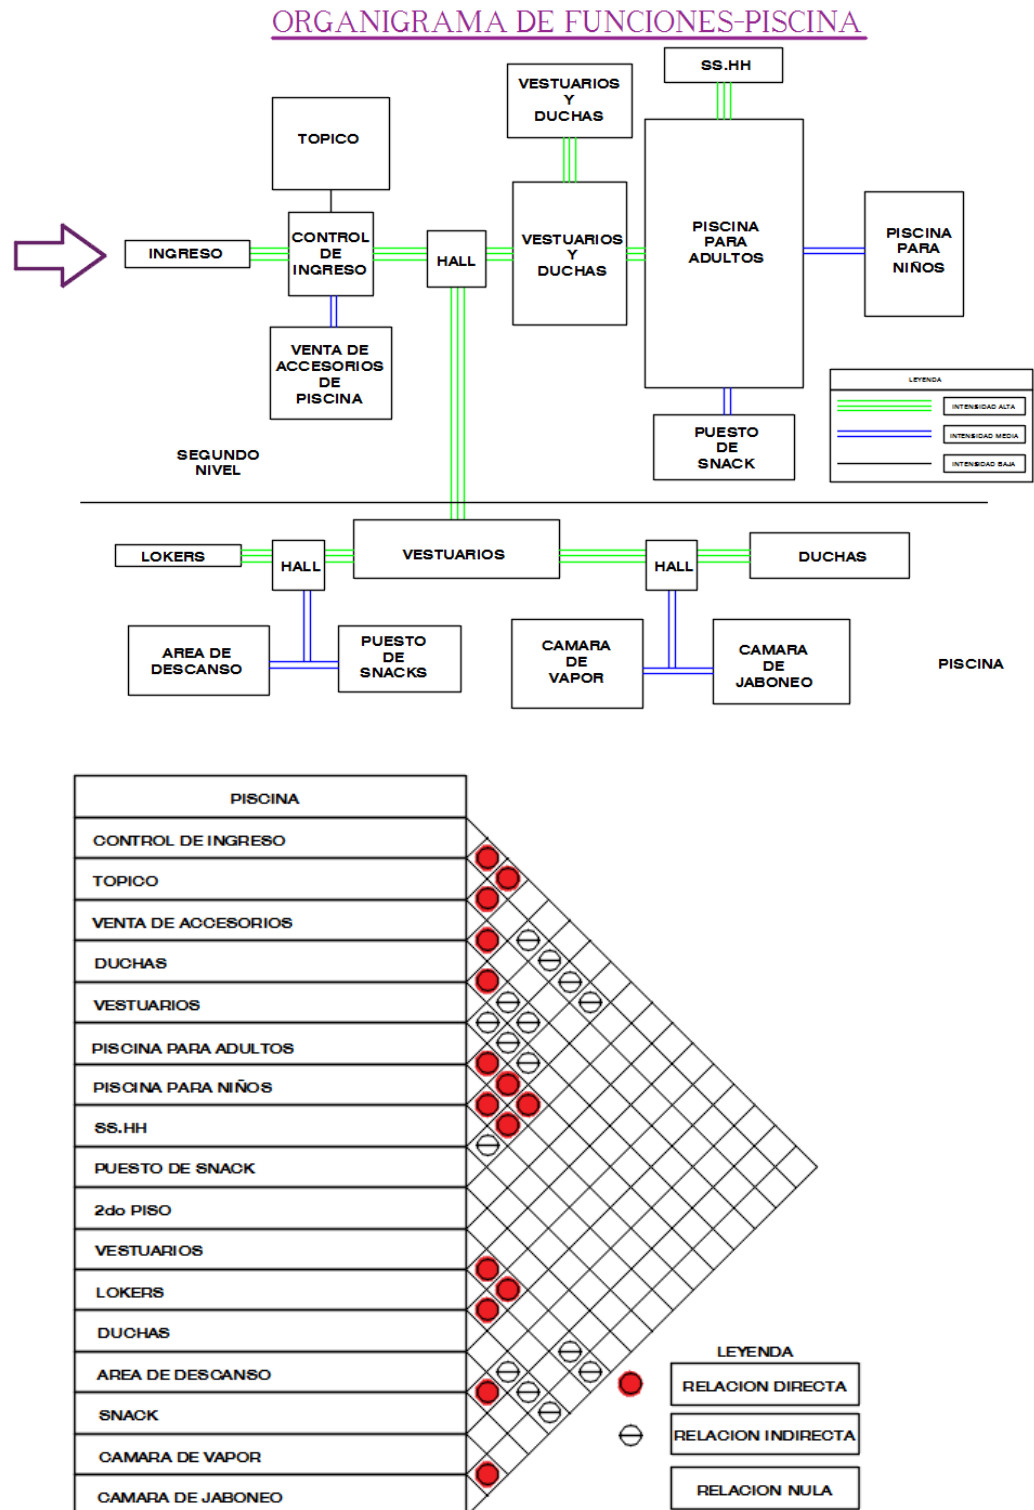 ORGANIGRAMA DE FUNCIONES-PISCINA
SS.HH
VESTUARIOS
Y
DUCHAS
TOPICO
INGRESO
CONTROL
DE
INGRESO
HALL
VESTUARIOS
Y
DUCHAS
PISCINA
PARA
ADULTOS
PISCINA
PARA
NIÑOS
VENTA DE
ACCESORIOS
DE
PISCINA
LEYENDA
INTENSIDAD ALTA
INTENSIDAD MEDIA
INTENSIDAD BAJA
PUESTO
DE
SNACK
SEGUNDO
NIVEL
LOKERS
HALL
VESTUARIOS
HALL
DUCHAS
AREA DE
DESCANSO
PUESTO
DE
SNACKS
CAMARA
DE
VAPOR
CAMARA
DE
JABONEO
PISCINA
PISCINA
CONTROL DE INGRESO
TOPICO
VENTA DE ACCESORIOS
DUCHAS
VESTUARIOS
PISCINA PARA ADULTOS
PISCINA PARA NIÑOS
SS.HH
PUESTO DE SNACK
2do PISO
VESTUARIOS
LOKERS
DUCHAS
AREA DE DESCANSO
SNACK
CAMARA DE VAPOR
CAMARA DE JABONEO
LEYENDA
RELACION DIRECTA
RELACION INDIRECTA
RELACION NULA